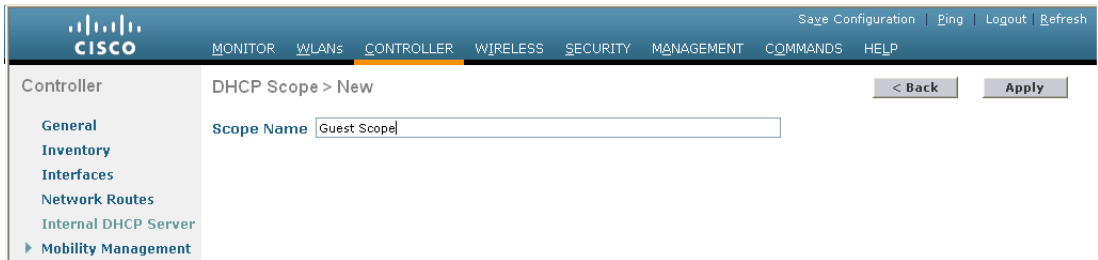 Save Configuration | Ping | Logout | Refresh
CISCO
MONITOR WLANs CONTROLLER WIRELESS SECURITY MANAGEMENT COMMANDS HELP
Controller
DHCP Scope > New
< Back Apply
General
Scope Name Guest Scope
Inventory
Interfaces
Network Routes
Internal DHCP Server
Mobility Management